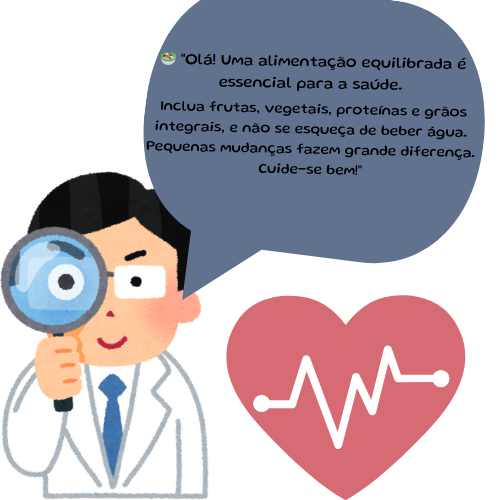 🥗 "Olá! Uma alimentação equilibrada é
essencial para a saúde.
Inclua frutas, vegetais, proteínas e grãos
integrais, e não se esqueça de beber água.
Pequenas mudanças fazem grande diferença.
Cuide-se bem!"